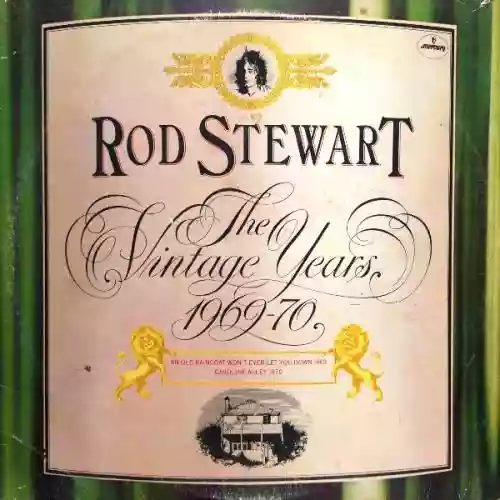 mercury
ROD STEWART
The
Vintage Years
1969-70
AN OLD RAINCOAT WON'T EVER LET YOU DOWN 1969
GASOLINE ALLEY 1970